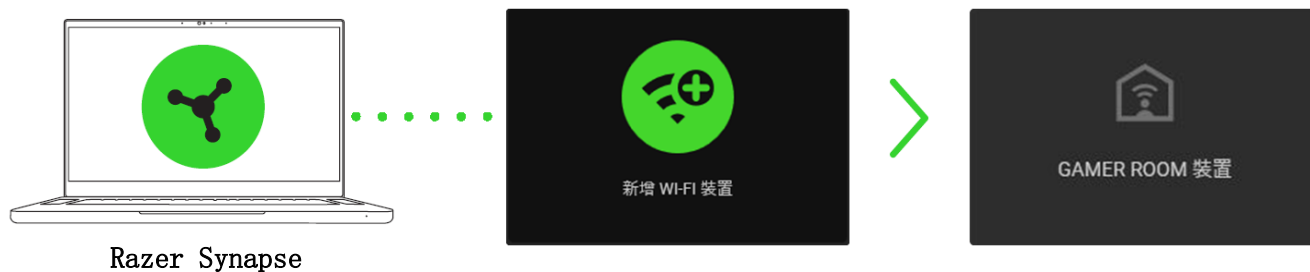 新增 WI-FI 裝置
GAMER ROOM 裝置
Razer Synapse